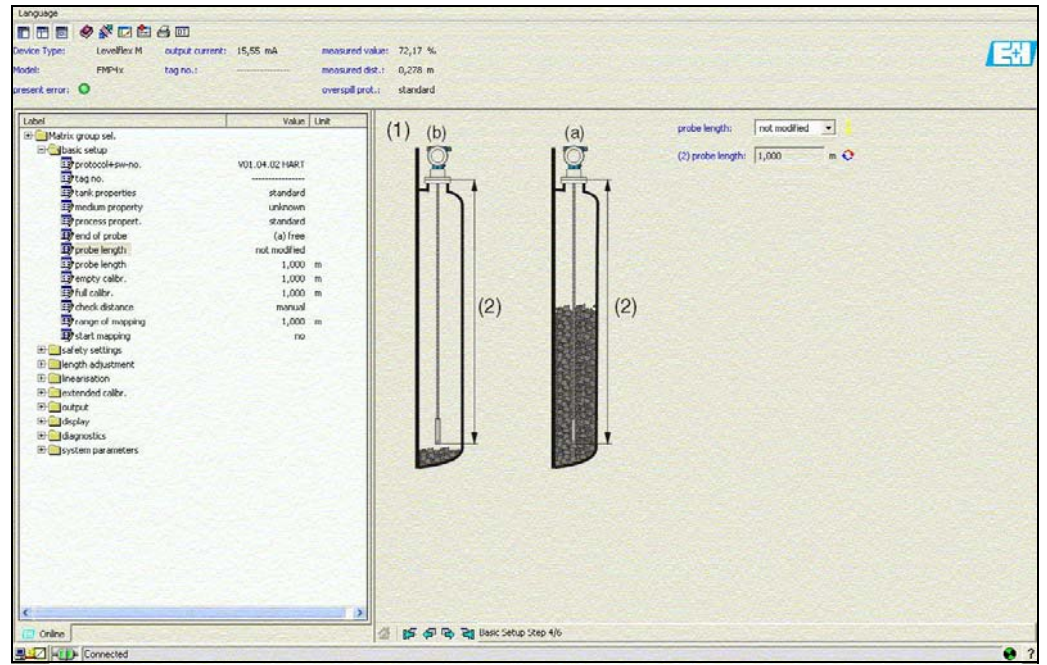 Language
Device Type: Levelflex M output current: 15,55 mA measured value: 72,17 %
Model: FMP4x tag no.: ---------------- measured dist.: 0,278 m
present error: overspill prot.: standard
E+H
Label Value Unit
Matrix group sel.
basic setup
protocol+sw-no. V01.04.02 HART
tag no. ----------------
tank properties standard
medium property unknown
process propert. standard
end of probe (a) free
probe length not modified
probe length 1,000 m
empty calibr. 1,000 m
full calibr. 1,000 m
check distance manual
range of mapping 1,000 m
start mapping no
safety settings
length adjustment
linearisation
extended calibr.
output
display
diagnostics
system parameters
(1) (b) (a)
(2) (2)
probe length: not modified
(2) probe length: 1,000 m
Online
Basic Setup Step 4/6
Connected
?